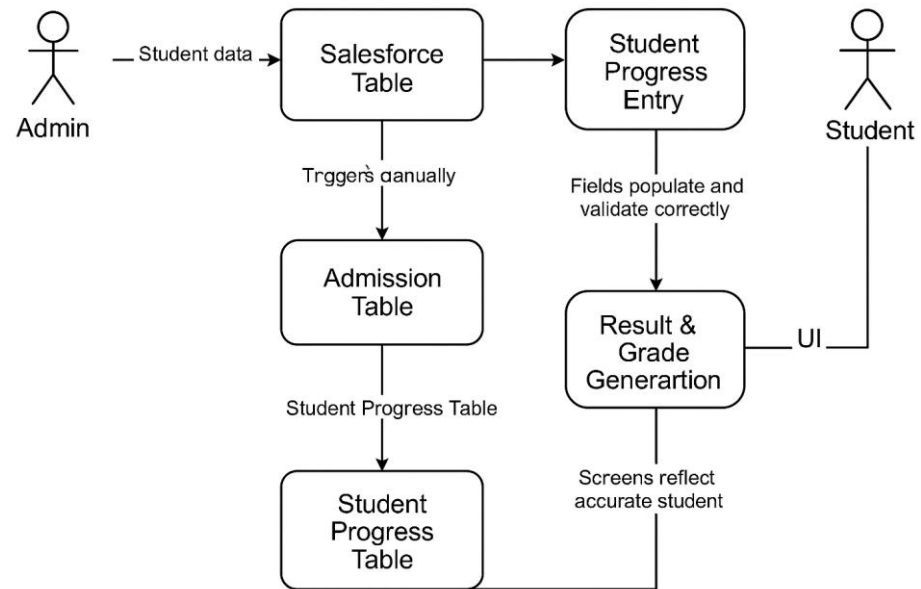 Admin
Student data
Salesforce
Table
Student
Progress
Entry
Student
Trggers ɑanually
Fields populate and
validate correctly
Admission
Table
Result &
Grade
Generartion
UI
Student Progress Table
Screens reflect
accurate student
Student
Progress
Table